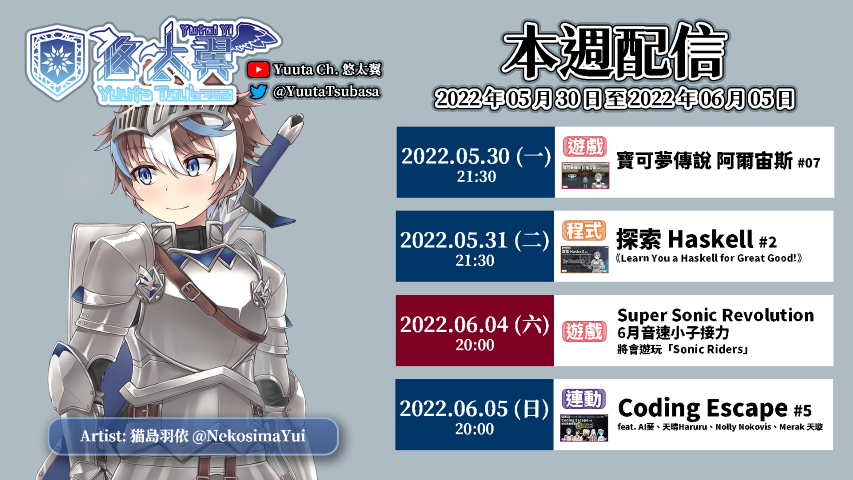 Yuutai Yi
悠太翼
Yuuta Tsubasa
Yuuta Ch. 悠太翼
@YuutaTsubasa
本週配信
2022年05月30日至2022年06月05日
2022.05.30 (一)
21:30
遊戲
寶可夢傳說 阿爾宙斯 #07
2022.05.31 (二)
21:30
程式
探索 Haskell #2
《Learn You a Haskell for Great Good!》
2022.06.04 (六)
20:00
遊戲
Super Sonic Revolution
6月音速小子接力
將會遊玩「Sonic Riders」
2022.06.05 (日)
20:00
連動
Coding Escape #5
feat. AI葵、天晴Haruru、Nolly Nokovis、Merak 天璇
Artist: 猫島羽依 @NekosimaYui